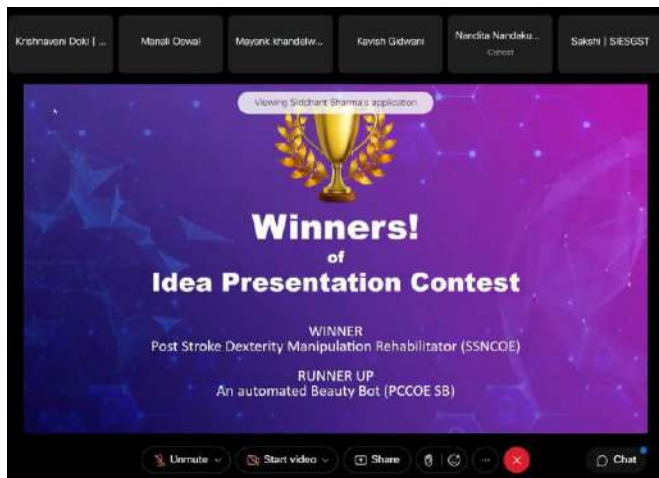 Krishnaveni Doki | ...
Manali Oswal
Mayank khandelw...
Kavish Gidwani
Nandita Nandaku...
Cohost
Sakshi | SIESGST
Viewing Siddhant Sharma's application
Winners!
of
Idea Presentation Contest
WINNER
Post Stroke Dexterity Manipulation Rehabilitator (SSNCOE)
RUNNER UP
An automated Beauty Bot (PCCOE SB)
Unmute
Start video
Share
Chat